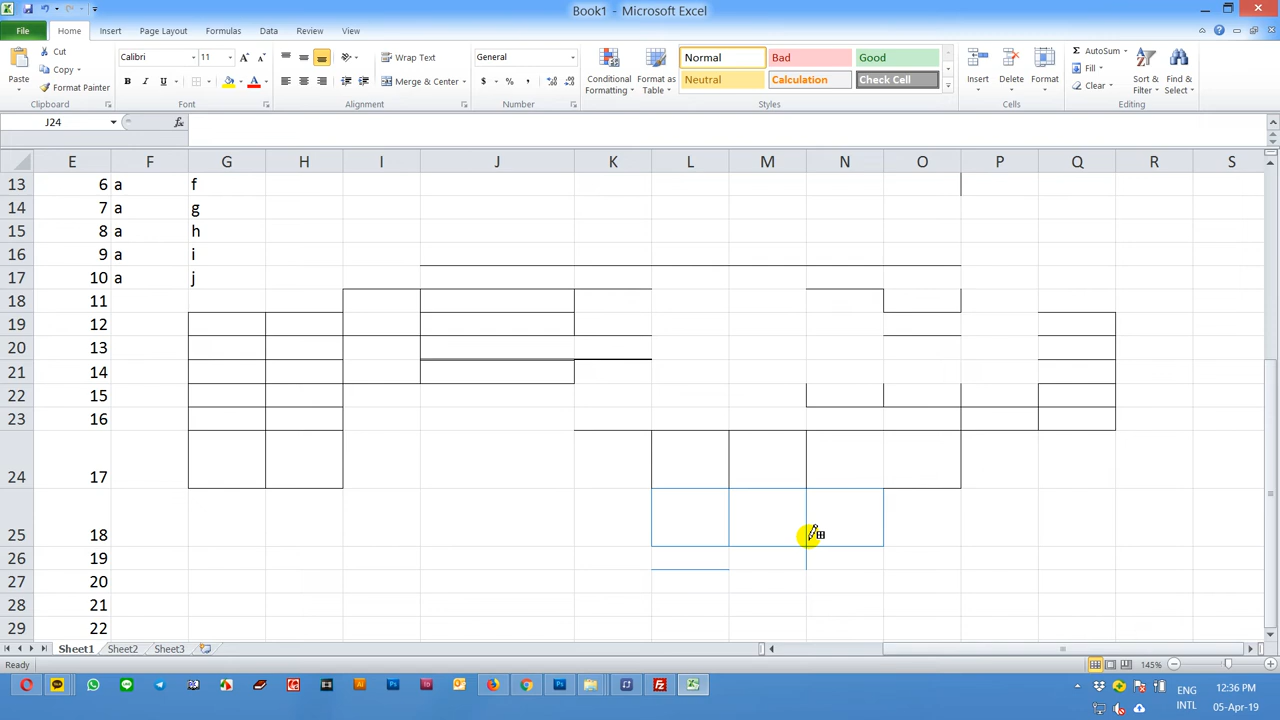 Book1 - Microsoft Excel
File Home Insert Page Layout Formulas Data Review View
Paste
Cut
Copy
Format Painter
Calibri 11
B I U
Wrap Text
Merge & Center
General
$ % ,
Conditional Formatting
Format as Table
Normal Bad Good
Neutral Calculation Check Cell
Insert Delete Format
AutoSum
Fill
Clear
Sort & Filter
Find & Select
Clipboard Font Alignment Number Styles Cells Editing
J24 fx
E F G H I J K L M N O P Q R S
13 6 a f
14 7 a g
15 8 a h
16 9 a i
17 10 a j
18 11
19 12
20 13
21 14
22 15
23 16
24 17
25 18
26 19
27 20
28 21
29 22
Sheet1 Sheet2 Sheet3
Ready 145%
ENG 12:36 PM
INTL 05-Apr-19